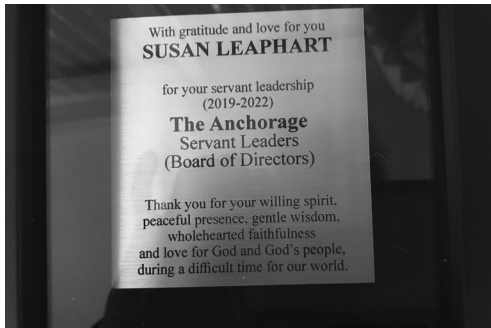 With gratitude and love for you
SUSAN LEAPHART
for your servant leadership
(2019-2022)
The Anchorage
Servant Leaders
(Board of Directors)
Thank you for your willing spirit,
peaceful presence, gentle wisdom,
wholehearted faithfulness
and love for God and God's people,
during a difficult time for our world.